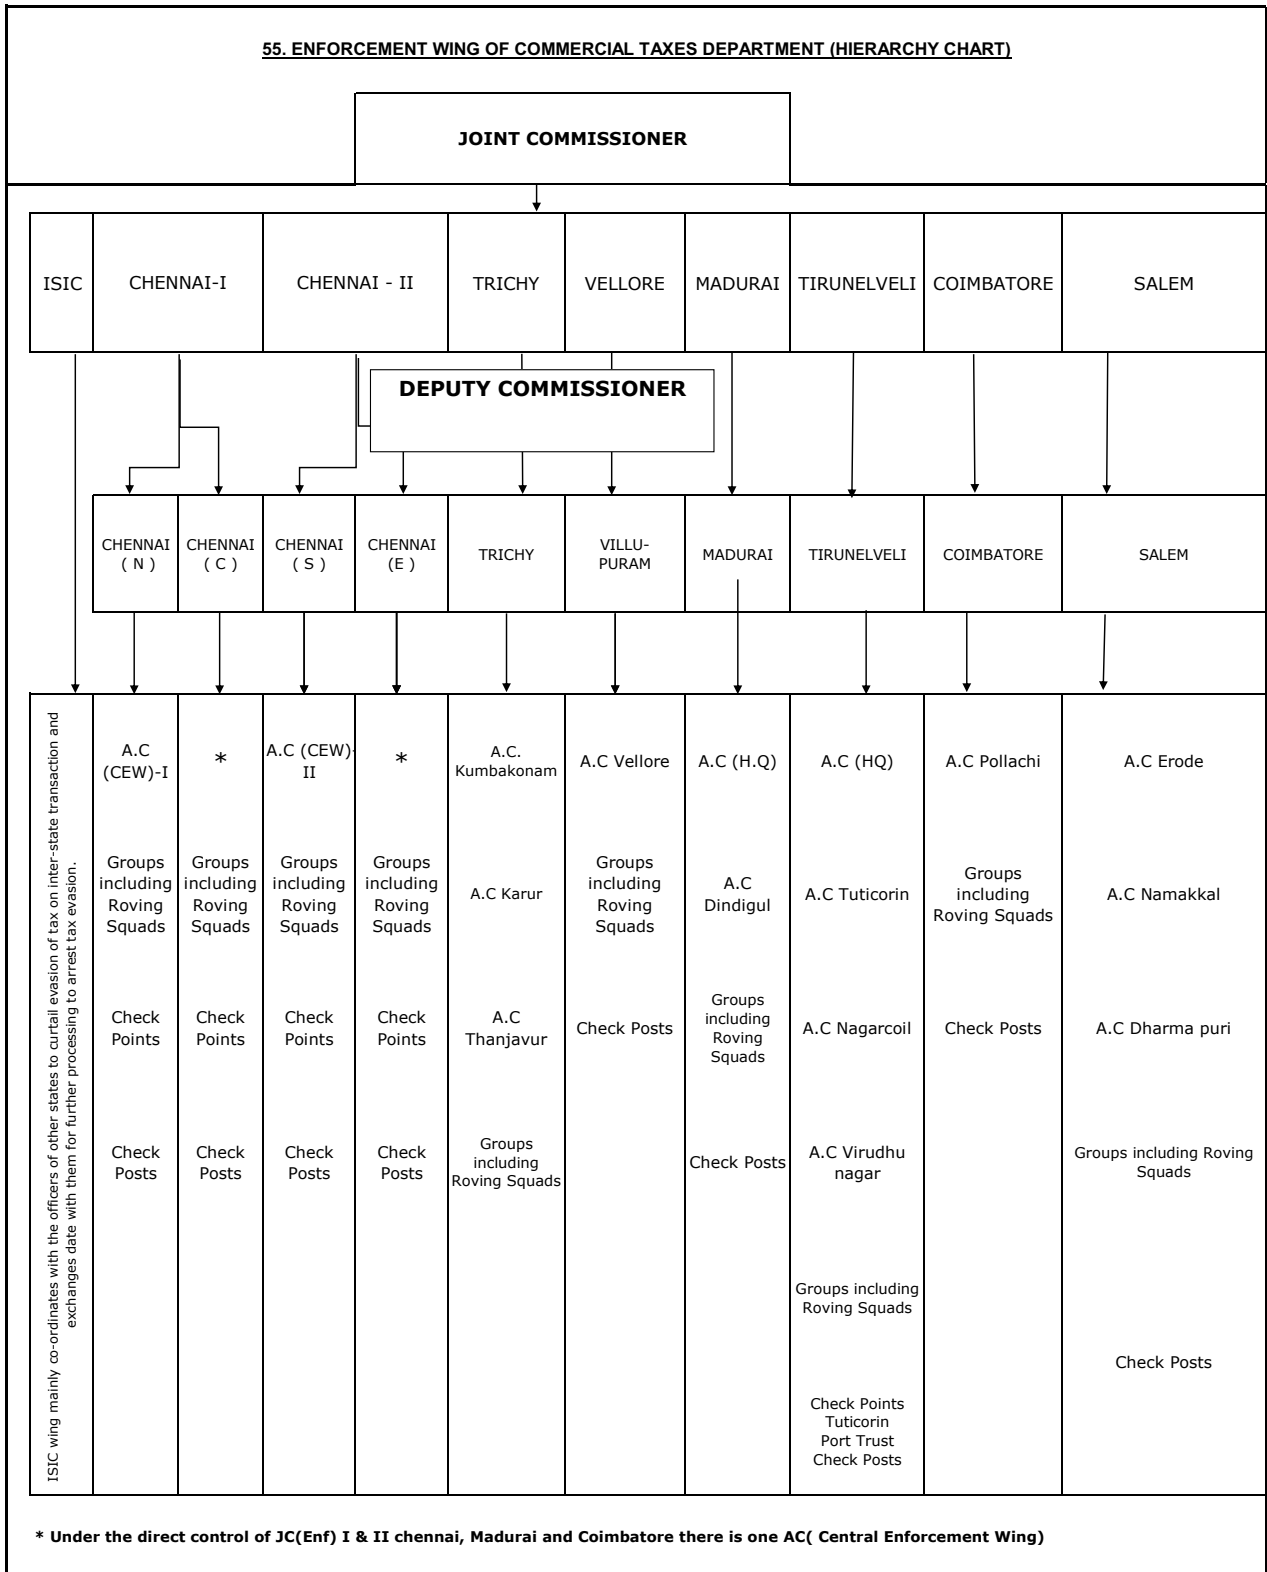 55. ENFORCEMENT WING OF COMMERCIAL TAXES DEPARTMENT (HIERARCHY CHART)
JOINT COMMISSIONER
ISIC
CHENNAI-I
CHENNAI - II
TRICHY
VELLORE
MADURAI
TIRUNELVELI
COIMBATORE
SALEM
DEPUTY COMMISSIONER
CHENNAI
( N )
CHENNAI
( C )
CHENNAI
( S )
CHENNAI
(E )
TRICHY
VILLU-
PURAM
MADURAI
TIRUNELVELI
COIMBATORE
SALEM
ISIC wing mainly co-ordinates with the officers of other states to curtail evasion of tax on inter-state transaction and
exchanges date with them for further processing to arrest tax evasion.
A.C
(CEW)-I
*
A.C (CEW)-
II
*
A.C.
Kumbakonam
A.C Vellore
A.C (H.Q)
A.C (HQ)
A.C Pollachi
A.C Erode
Groups
including
Roving
Squads
Groups
including
Roving
Squads
Groups
including
Roving
Squads
Groups
including
Roving
Squads
A.C Karur
Groups
including
Roving
Squads
A.C
Dindigul
A.C Tuticorin
Groups
including
Roving Squads
A.C Namakkal
Check
Points
Check
Points
Check
Points
Check
Points
A.C
Thanjavur
Check Posts
Groups
including
Roving
Squads
A.C Nagarcoil
Check Posts
A.C Dharma puri
Check
Posts
Check
Posts
Check
Posts
Check
Posts
Groups
including
Roving Squads
Check Posts
A.C Virudhu
nagar
Groups including Roving
Squads
Groups including
Roving Squads
Check Posts
Check Points
Tuticorin
Port Trust
Check Posts
* Under the direct control of JC(Enf) I & II chennai, Madurai and Coimbatore there is one AC( Central Enforcement Wing)